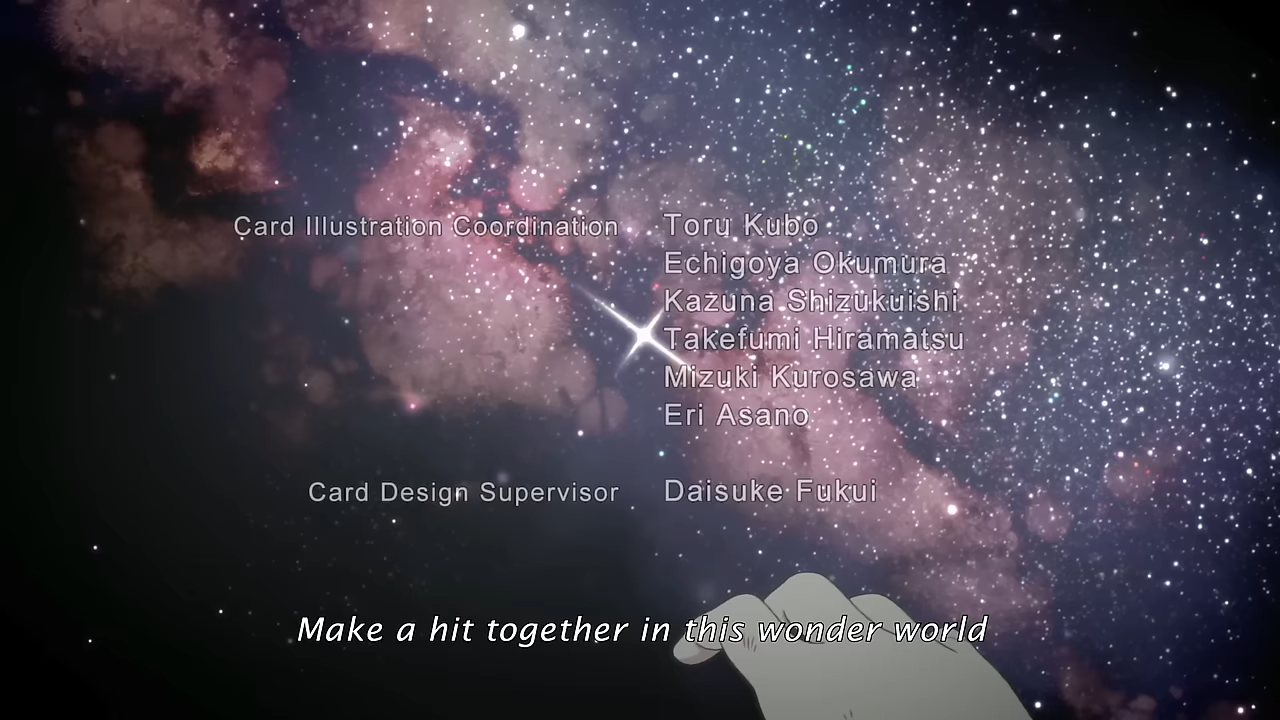 Card Illustration Coordination Toru Kubo
Echigoya Okumura
Kazuna Shizukuishi
Takefumi Hiramatsu
Mizuki Kurosawa
Eri Asano
Card Design Supervisor Daisuke Fukui
Make a hit together in this wonder world